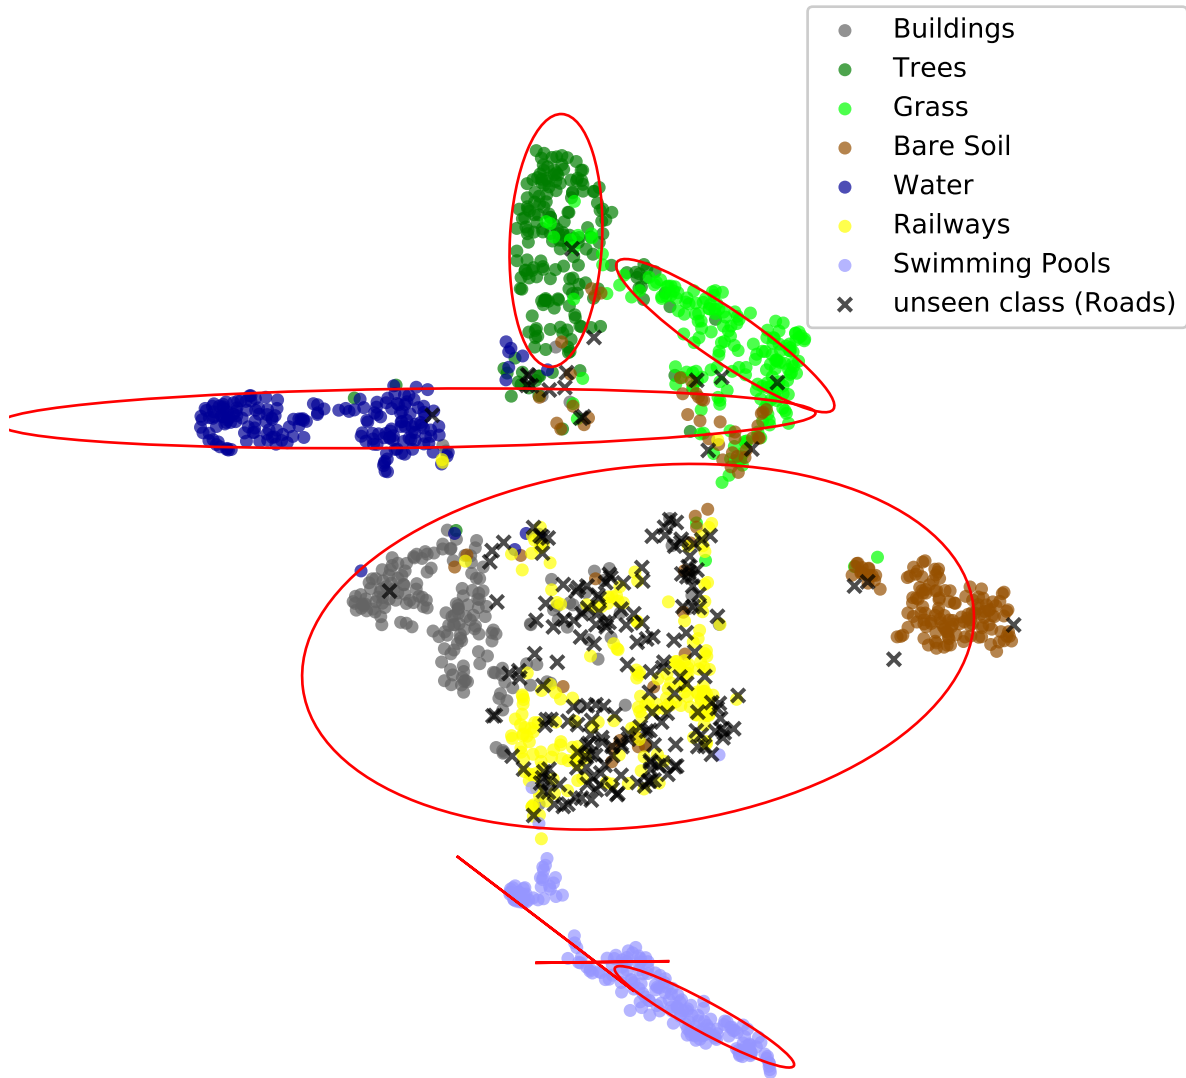 Buildings
Trees
Grass
Bare Soil
Water
Railways
Swimming Pools
unseen class (Roads)